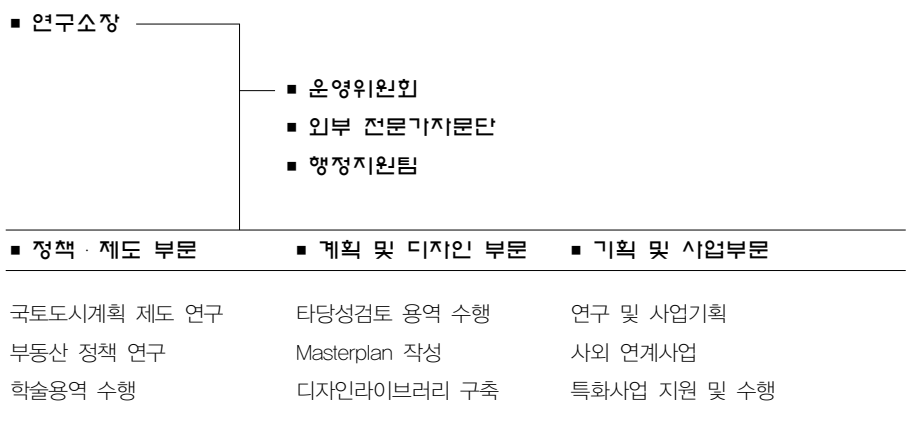 ▪ 연구소장
▪ 운영위원회
▪ 외부 전문가자문단
▪ 행정지원팀
▪ 정책 · 제도 부문
▪ 계획 및 디자인 부문
▪ 기획 및 사업부문
국토도시계획 제도 연구
타당성검토 용역 수행
연구 및 사업기획
부동산 정책 연구
Masterplan 작성
사외 연계사업
학술용역 수행
디자인라이브러리 구축
특화사업 지원 및 수행